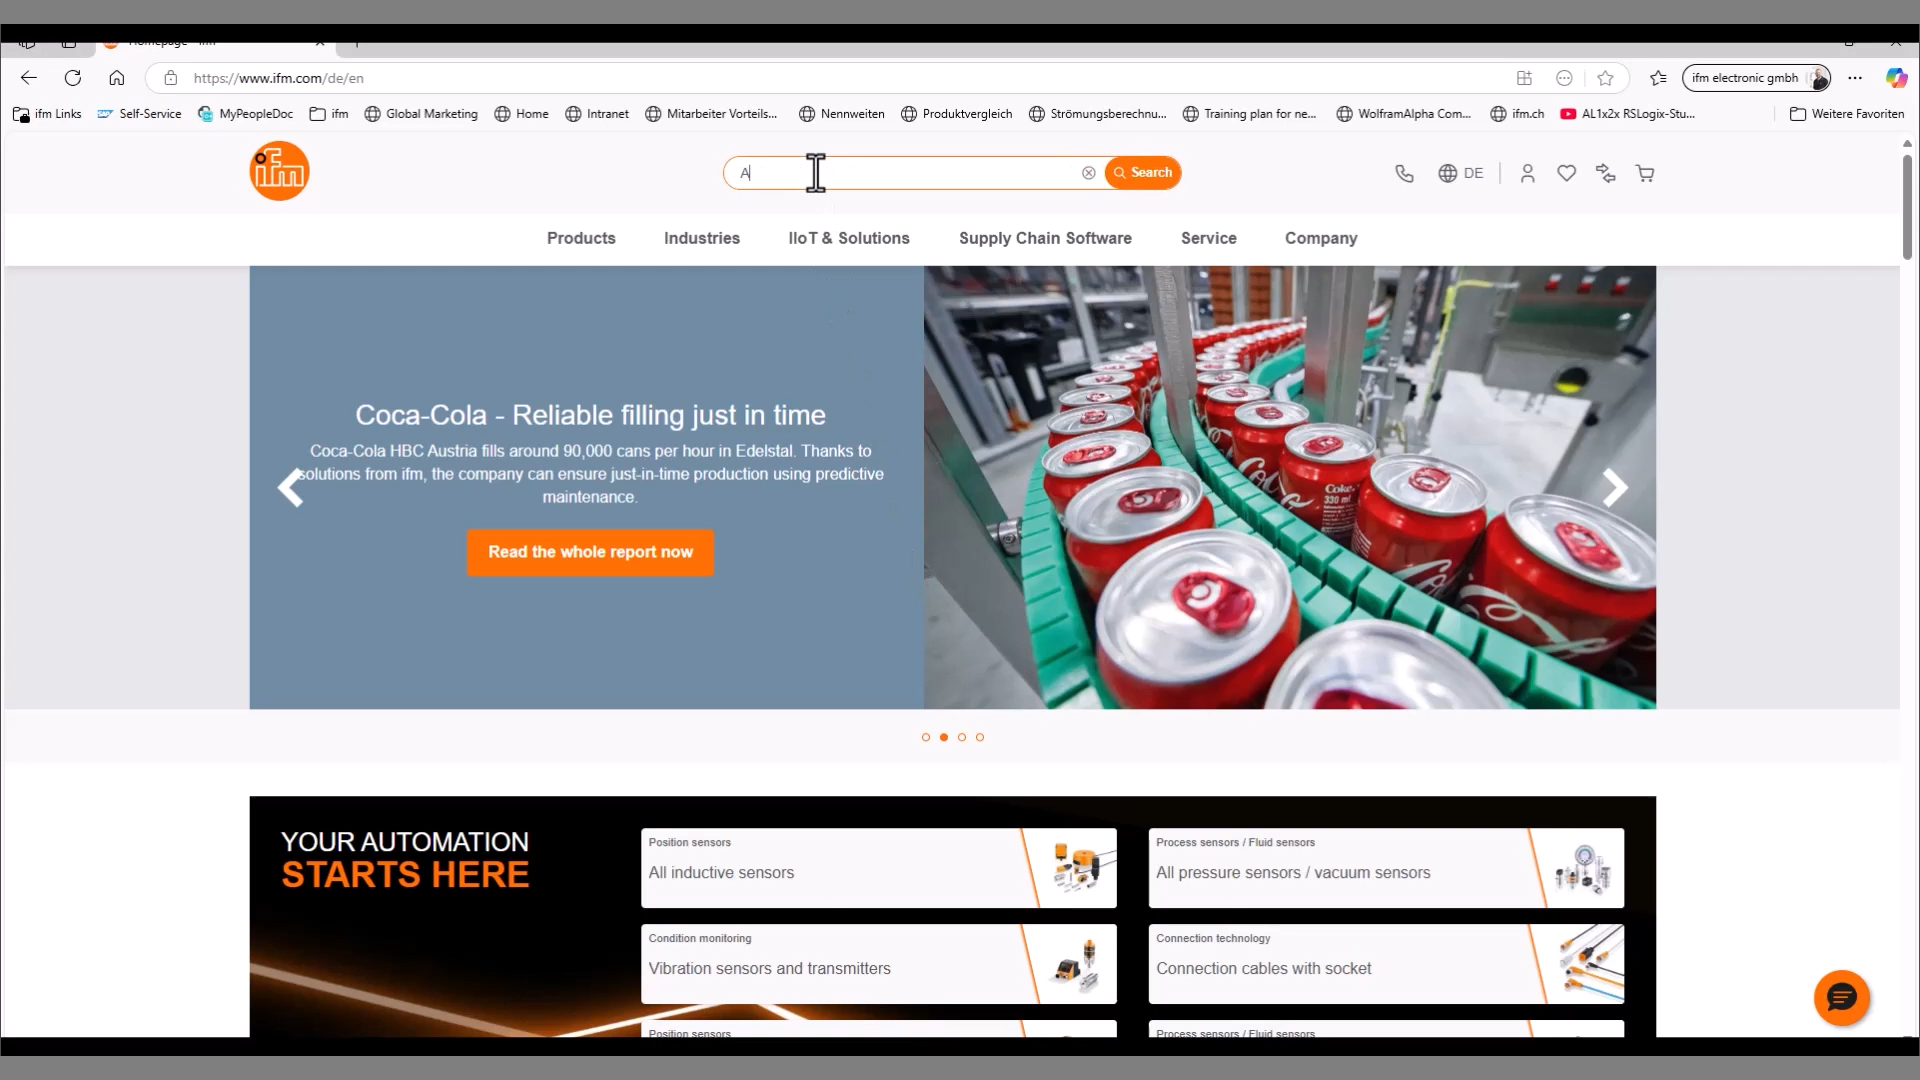 Homepage - ifm
https://www.ifm.com/de/en
ifm electronic gmbh
ifm Links
Self-Service
MyPeopleDoc
ifm
Global Marketing
Home
Intranet
Mitarbeiter Vorteils...
Nennweiten
Produktvergleich
Strömungsberechnu...
Training plan for ne...
WolframAlpha Com...
ifm.ch
AL1x2x RSLogix-Stu...
Weitere Favoriten
ifm
A
Search
DE
Products
Industries
IIoT & Solutions
Supply Chain Software
Service
Company
Coca-Cola - Reliable filling just in time
Coca-Cola HBC Austria fills around 90,000 cans per hour in Edelstal. Thanks to
solutions from ifm, the company can ensure just-in-time production using predictive
maintenance.
Read the whole report now
Coke
330 ml
YOUR AUTOMATION
STARTS HERE
Position sensors
All inductive sensors
Process sensors / Fluid sensors
All pressure sensors / vacuum sensors
Condition monitoring
Vibration sensors and transmitters
Connection technology
Connection cables with socket
Position sensors
Process sensors / Fluid sensors